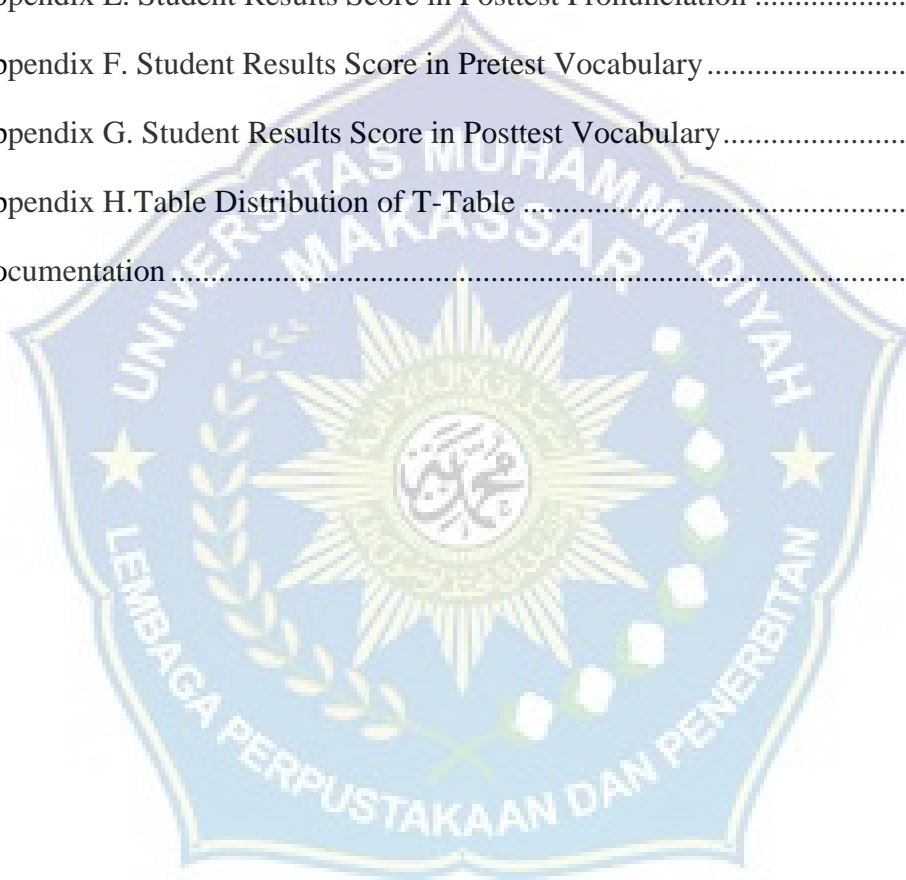 ppendix E. Student Results Score in Posttest Pronunciation ......................
ppendix F. Student Results Score in Pretest Vocabulary .........................
ppendix G. Student Results Score in Posttest Vocabulary.......................
ppendix H.Table Distribution of T-Table ................................................
ocumentation ............................................................................................
UNIVERSITAS MUHAMMADIYAH
MAKASSAR
محمدية
LEMBAGA PERPUSTAKAAN DAN PENERBITAN